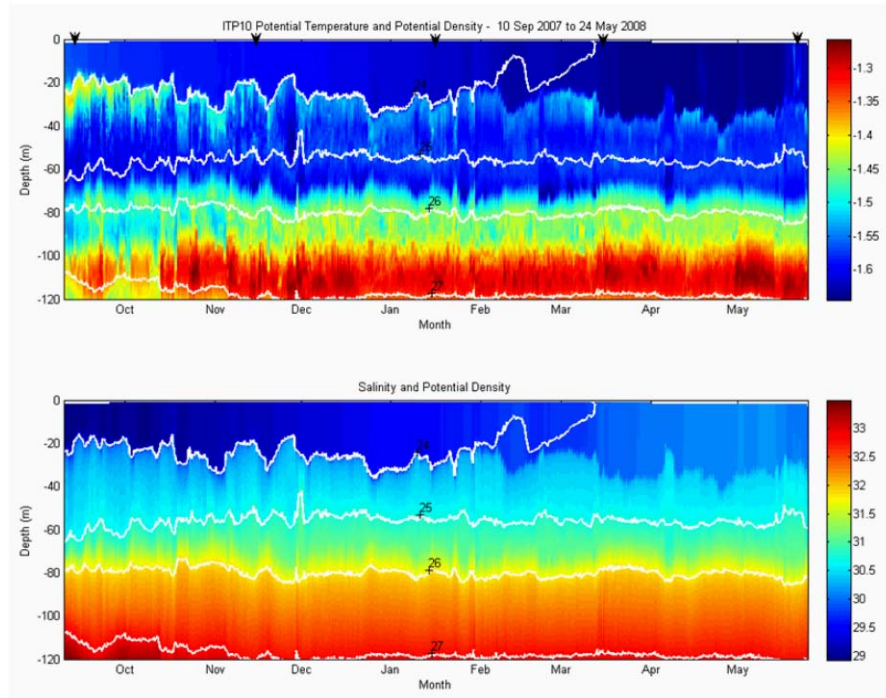 ITP10 Potential Temperature and Potential Density - 10 Sep 2007 to 24 May 2008
0
-20
-40
-60
-80
-100
-120
Depth (m)
24
25
26
27
Oct
Nov
Dec
Jan
Feb
Mar
Apr
May
Month
-1.3
-1.35
-1.4
-1.45
-1.5
-1.55
-1.6
Salinity and Potential Density
0
-20
-40
-60
-80
-100
-120
Depth (m)
24
25
26
27
Oct
Nov
Dec
Jan
Feb
Mar
Apr
May
Month
33
32.5
32
31.5
31
30.5
30
29.5
29